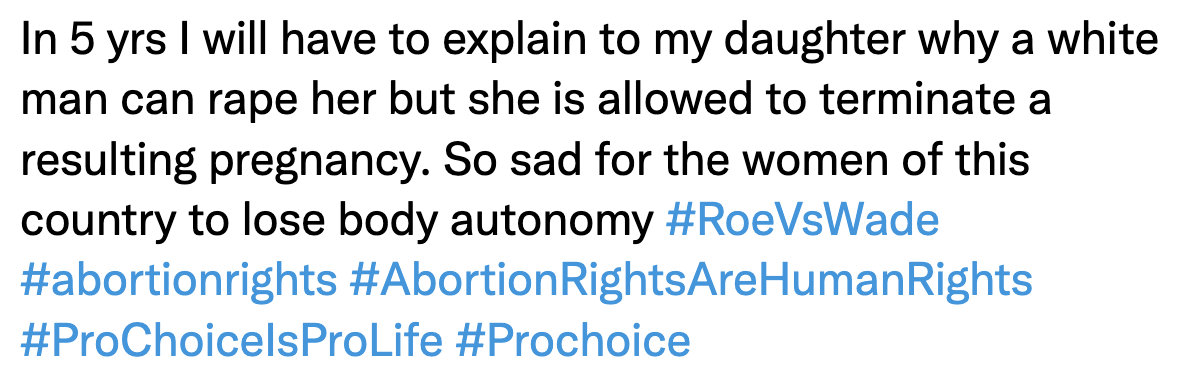 In 5 yrs I will have to explain to my daughter why a white
man can rape her but she is allowed to terminate a
resulting pregnancy. So sad for the women of this
country to lose body autonomy #RoeVsWade
#abortionrights #AbortionRightsAreHumanRights
#ProChoiceIsProLife #Prochoice